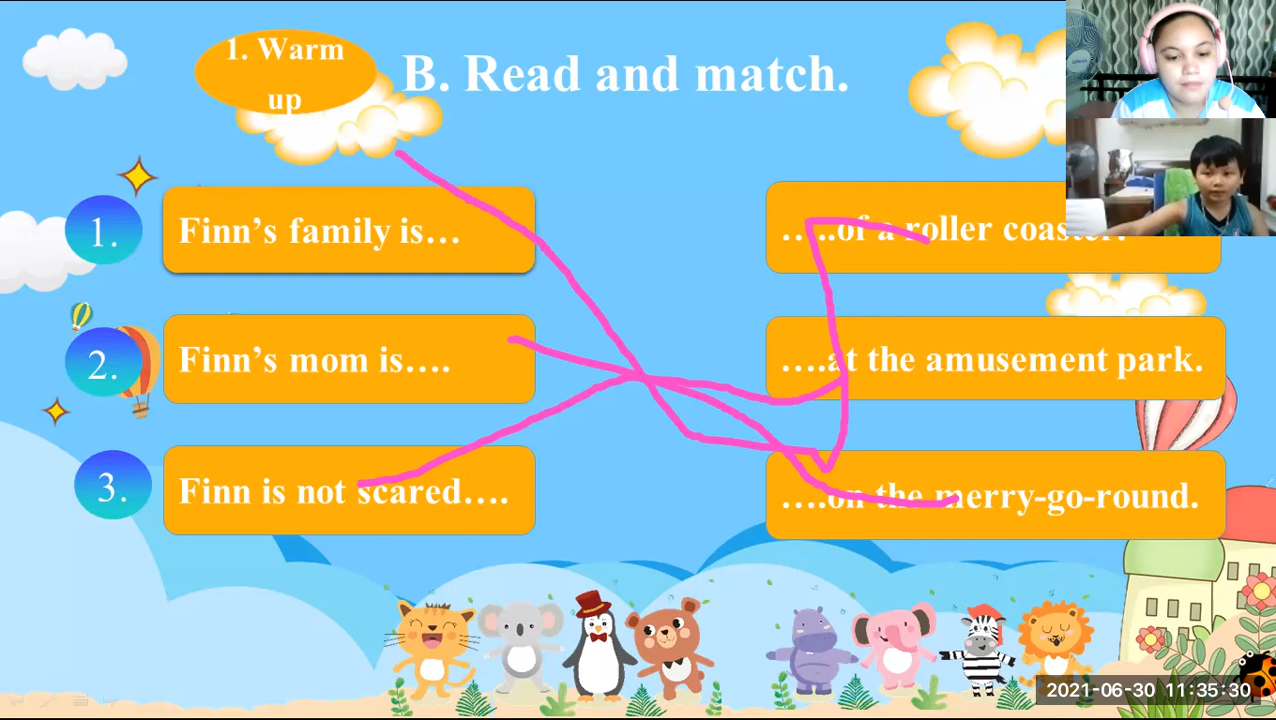 1. Warm
up
B. Read and match.
1.
Finn's family is…
…..of a roller coaster.
2.
Finn's mom is….
….at the amusement park.
3.
Finn is not scared….
….on the merry-go-round.
2021-06-30 11:35:30